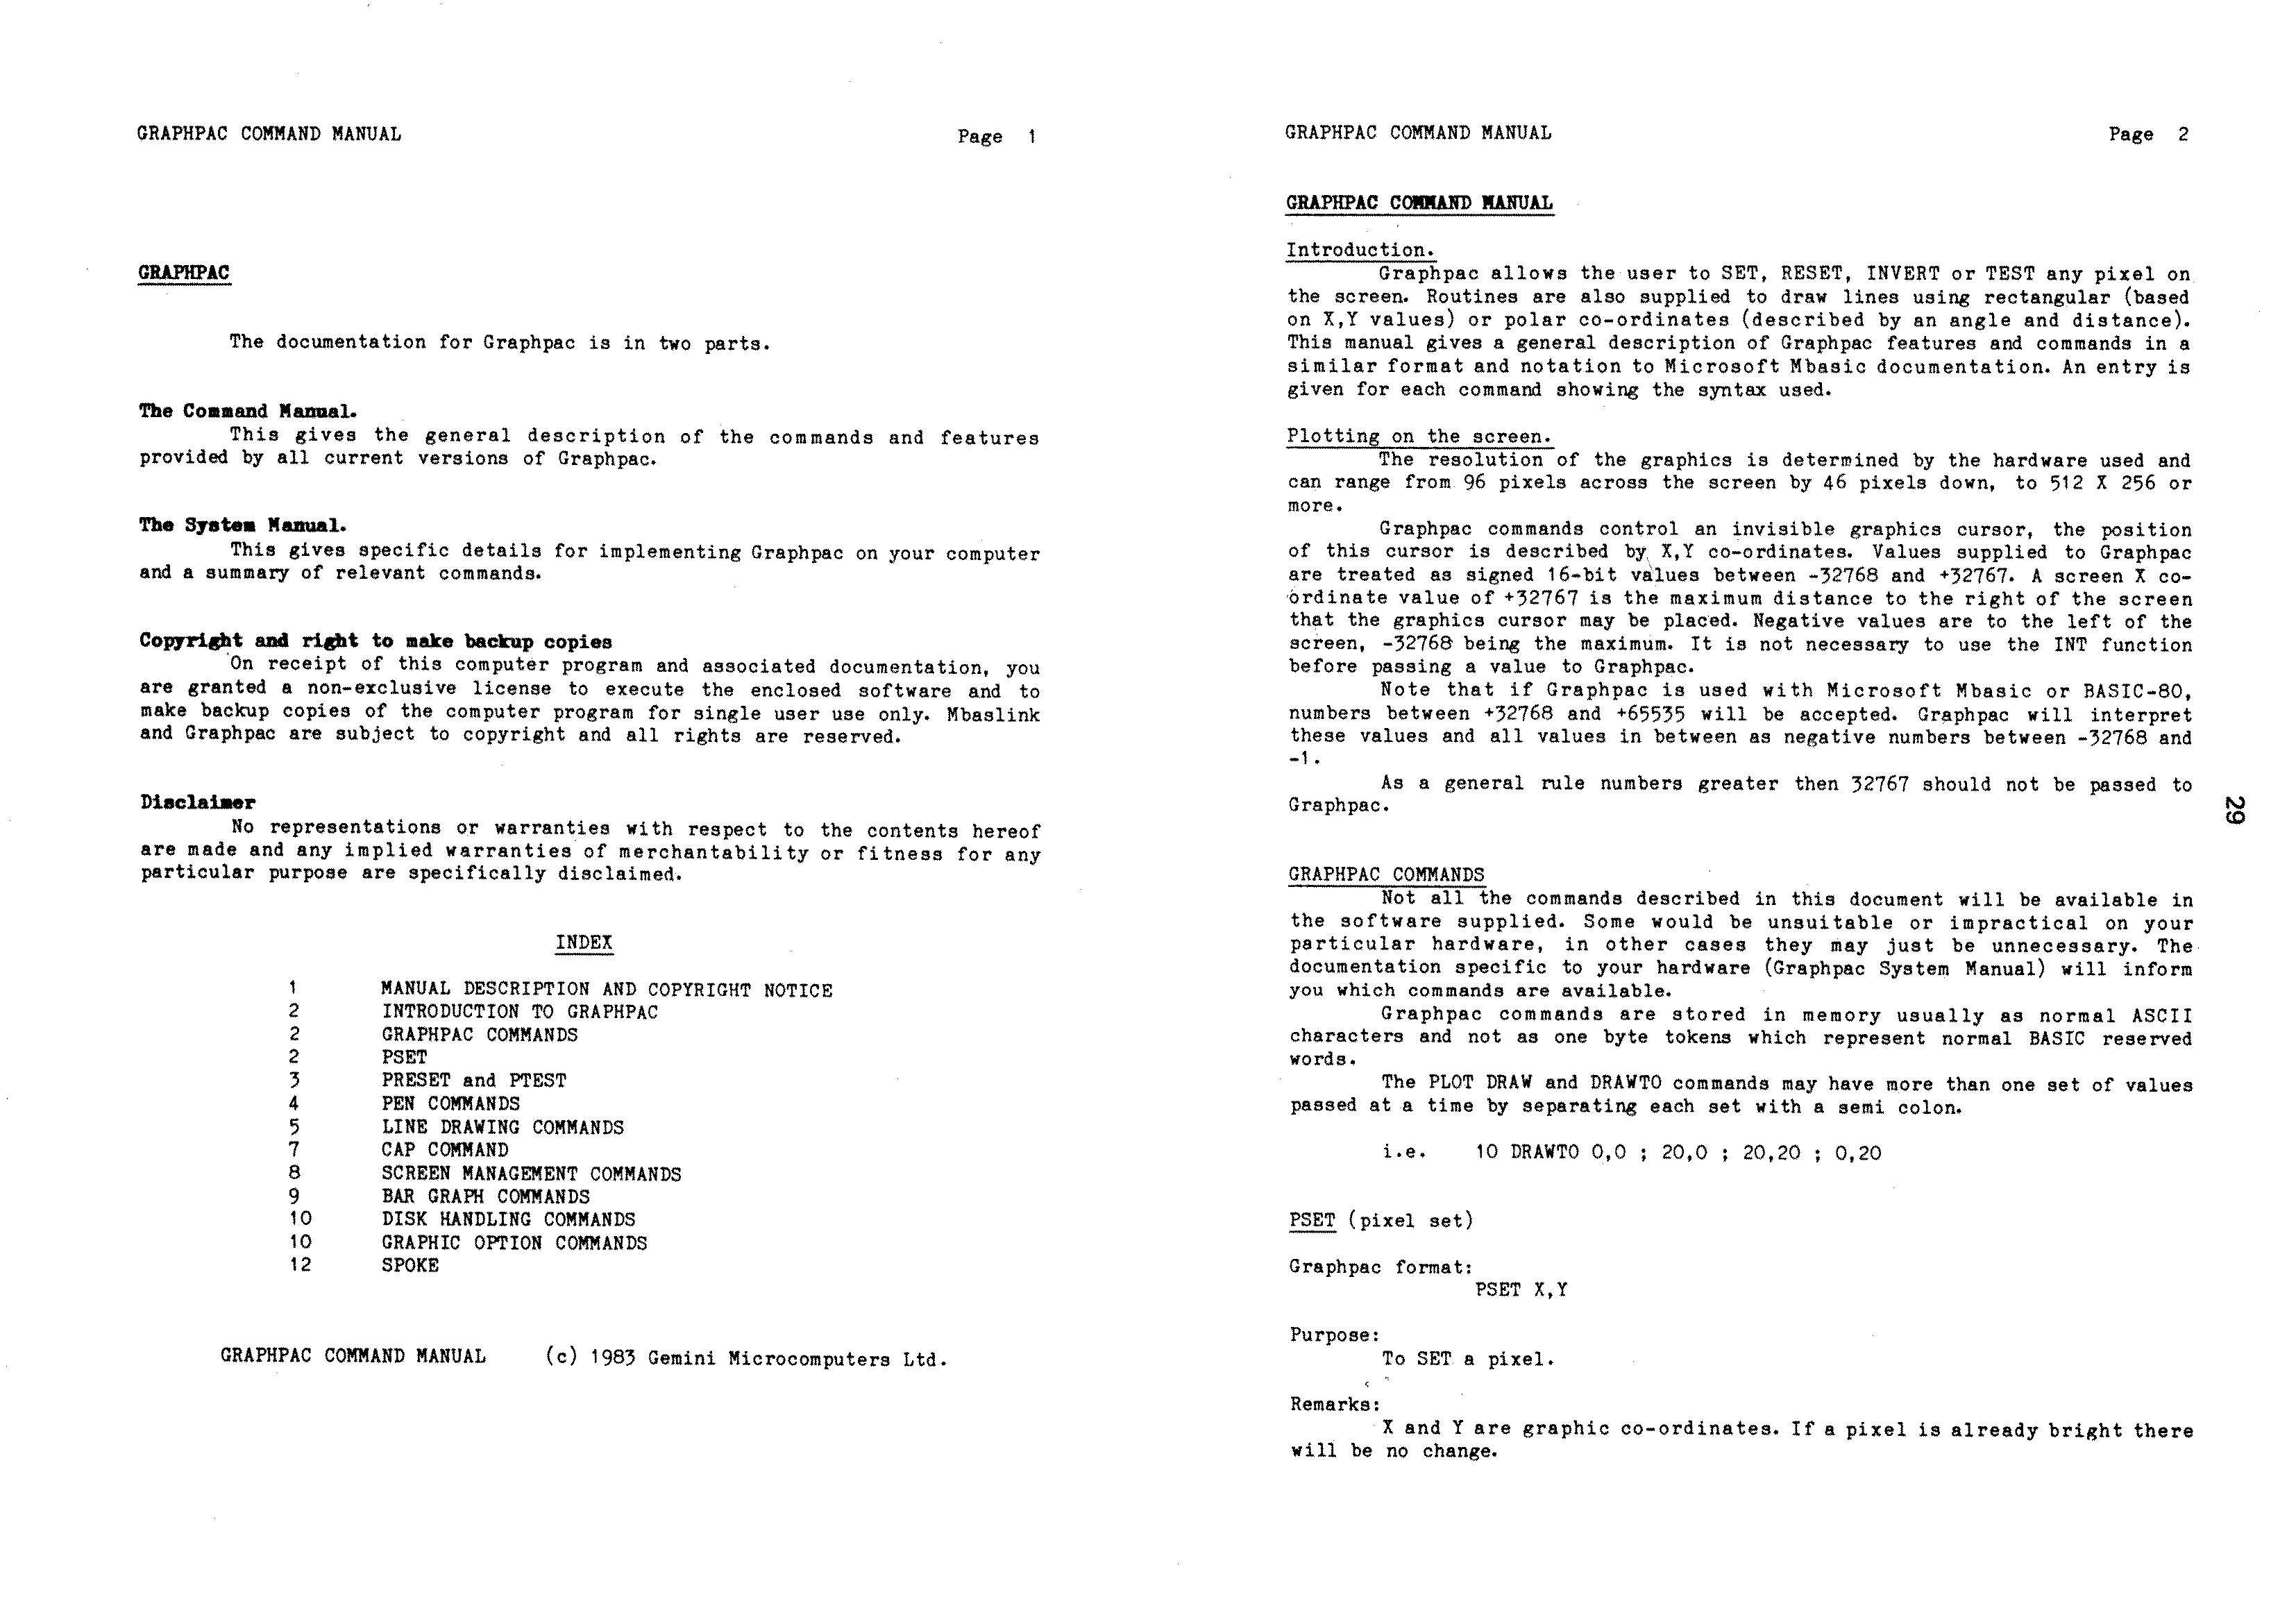 GRAPHPAC COMMAND MANUAL Page 1
GRAPHPAC
The documentation for Graphpac is in two parts.
The Command Manual.
This gives the general description of the commands and features
provided by all current versions of Graphpac.
The System Manual.
This gives specific details for implementing Graphpac on your computer
and a summary of relevant commands.
Copyright and right to make backup copies
On receipt of this computer program and associated documentation, you
are granted a non-exclusive license to execute the enclosed software and to
make backup copies of the computer program for single user use only. Mbaslink
and Graphpac are subject to copyright and all rights are reserved.
Disclaimer
No representations or warranties with respect to the contents hereof
are made and any implied warranties of merchantability or fitness for any
particular purpose are specifically disclaimed.
INDEX
1 MANUAL DESCRIPTION AND COPYRIGHT NOTICE
2 INTRODUCTION TO GRAPHPAC
2 GRAPHPAC COMMANDS
2 PSET
3 PRESET and PTEST
4 PEN COMMANDS
5 LINE DRAWING COMMANDS
7 CAP COMMAND
8 SCREEN MANAGEMENT COMMANDS
9 BAR GRAPH COMMANDS
10 DISK HANDLING COMMANDS
10 GRAPHIC OPTION COMMANDS
12 SPOKE
GRAPHPAC COMMAND MANUAL (c) 1983 Gemini Microcomputers Ltd.
GRAPHPAC COMMAND MANUAL Page 2
GRAPHPAC COMMAND MANUAL
Introduction.
Graphpac allows the user to SET, RESET, INVERT or TEST any pixel on
the screen. Routines are also supplied to draw lines using rectangular (based
on X,Y values) or polar co-ordinates (described by an angle and distance).
This manual gives a general description of Graphpac features and commands in a
similar format and notation to Microsoft Mbasic documentation. An entry is
given for each command showing the syntax used.
Plotting on the screen.
The resolution of the graphics is determined by the hardware used and
can range from 96 pixels across the screen by 46 pixels down, to 512 X 256 or
more.
Graphpac commands control an invisible graphics cursor, the position
of this cursor is described by X,Y co-ordinates. Values supplied to Graphpac
are treated as signed 16-bit values between -32768 and +32767. A screen X co-
ordinate value of +32767 is the maximum distance to the right of the screen
that the graphics cursor may be placed. Negative values are to the left of the
screen, -32768 being the maximum. It is not necessary to use the INT function
before passing a value to Graphpac.
Note that if Graphpac is used with Microsoft Mbasic or BASIC-80,
numbers between +32768 and +65535 will be accepted. Graphpac will interpret
these values and all values in between as negative numbers between -32768 and
-1.
As a general rule numbers greater then 32767 should not be passed to
Graphpac.
GRAPHPAC COMMANDS
Not all the commands described in this document will be available in
the software supplied. Some would be unsuitable or impractical on your
particular hardware, in other cases they may just be unnecessary. The
documentation specific to your hardware (Graphpac System Manual) will inform
you which commands are available.
Graphpac commands are stored in memory usually as normal ASCII
characters and not as one byte tokens which represent normal BASIC reserved
words.
The PLOT DRAW and DRAWTO commands may have more than one set of values
passed at a time by separating each set with a semi colon.
i.e. 10 DRAWTO 0,0 ; 20,0 ; 20,20 ; 0,20
PSET (pixel set)
Graphpac format:
PSET X,Y
Purpose:
To SET a pixel.
Remarks:
X and Y are graphic co-ordinates. If a pixel is already bright there
will be no change.
29